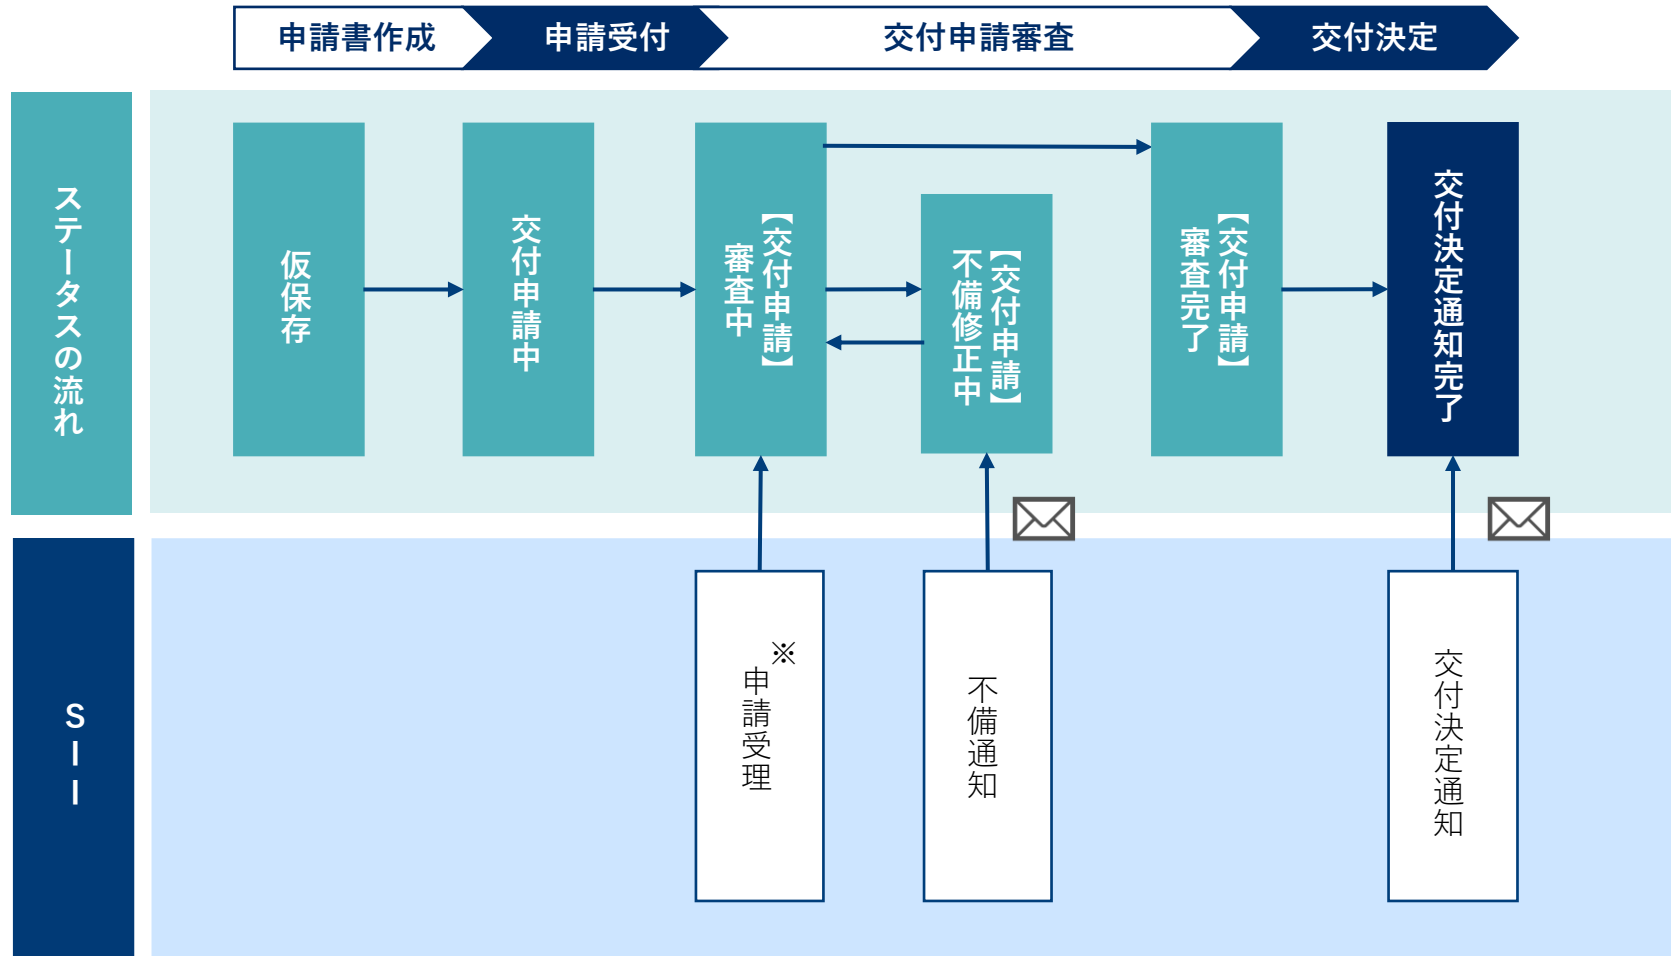 申請書作成
申請受付
交付申請審査
交付決定
ステータスの流れ
仮保存
交付申請中
【交付申請】
審査中
【交付申請】
不備修正中
【交付申請】
審査完了
交付決定通知完了
SII
※
申請受理
不備通知
交付決定通知